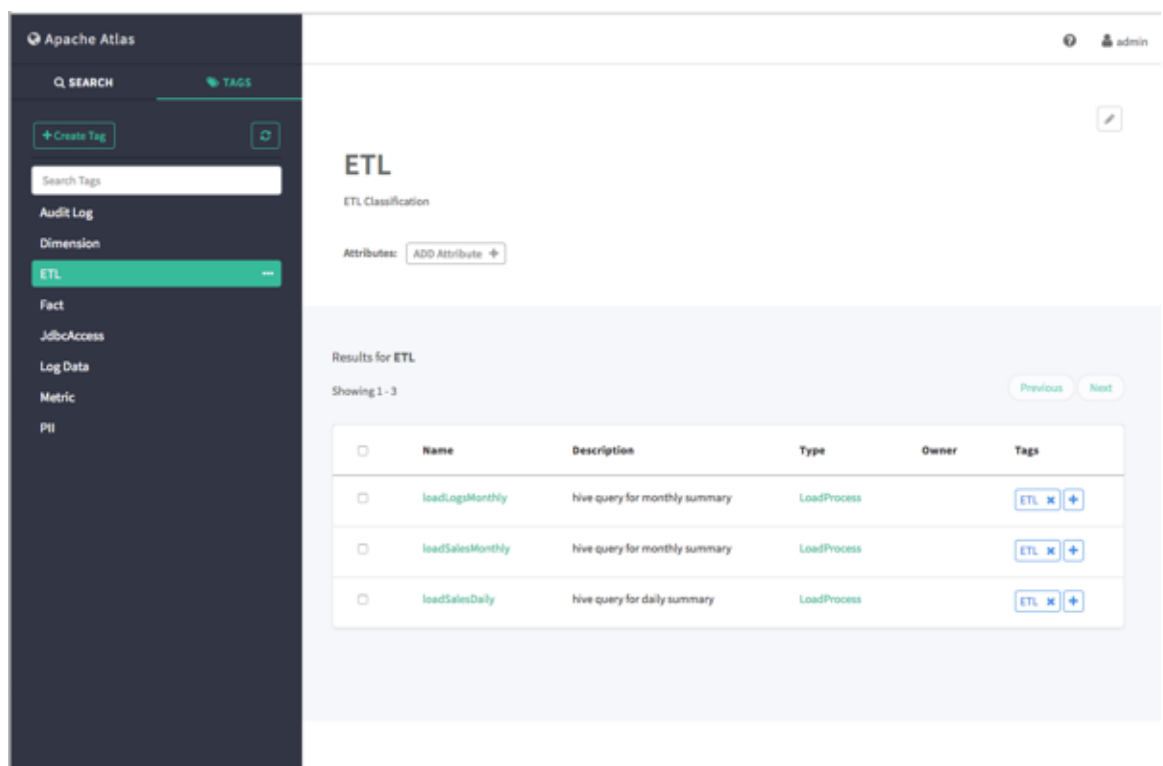 Apache Atlas
admin
SEARCH
TAGS
Create Tag
Search Tags
Audit Log
Dimension
ETL
Fact
JdbcAccess
Log Data
Metric
PII
ETL
ETL Classification
Attributes: ADD Attribute
Results for ETL
Showing 1 - 3
Previous Next
Name Description Type Owner Tags
loadLogsMonthly hive query for monthly summary LoadProcess ETL
loadSalesMonthly hive query for monthly summary LoadProcess ETL
loadSalesDaily hive query for daily summary LoadProcess ETL